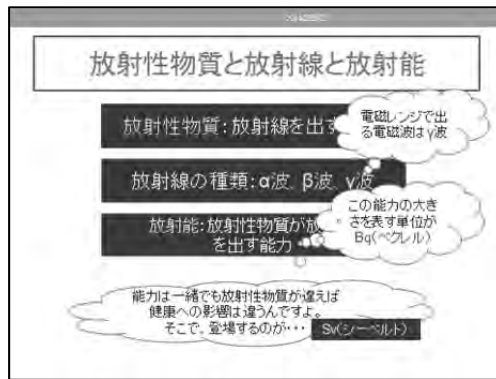 放射性物質と放射線と放射能
放射性物質：放射線を出す
電磁レンジで出
る電磁波はγ波
放射線の種類：α波、β波、γ波
この能力の大き
さを表す単位が
Bq(ベクレル)
放射能：放射性物質が放
を出す能力
能力は一緒でも放射性物質が違えば
健康への影響は違うんですよ。
そこで、登場するのが・・・
Sv(シーベルト)